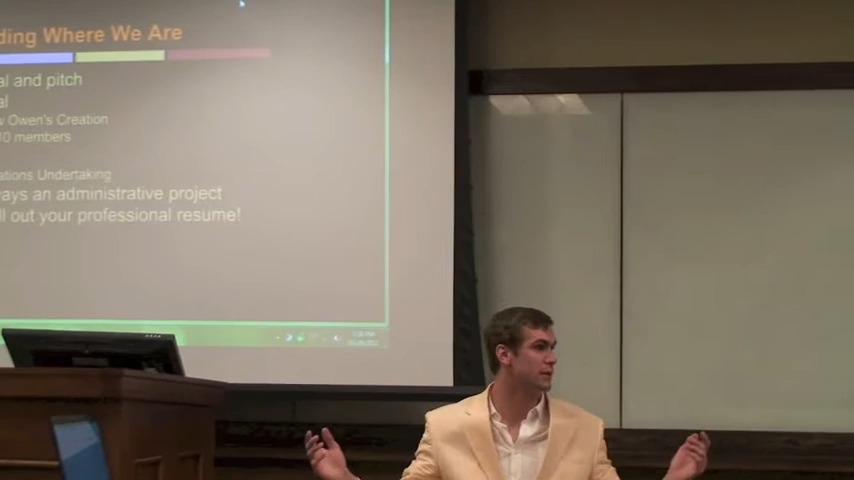 ding Where We Are
al and pitch
al
w Owen's Creation
10 members
ations Undertaking
ways an administrative project
ll out your professional resume!